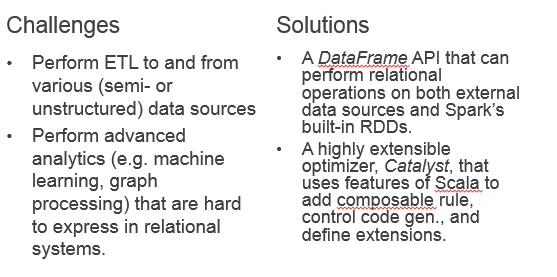 Challenges
• Perform ETL to and from
various (semi- or
unstructured) data sources
• Perform advanced
analytics (e.g. machine
learning, graph
processing) that are hard
to express in relational
systems.
Solutions
• A DataFrame API that can
perform relational
operations on both external
data sources and Spark's
built-in RDDs.
• A highly extensible
optimizer, Catalyst, that
uses features of Scala to
add composable rule,
control code gen., and
define extensions.